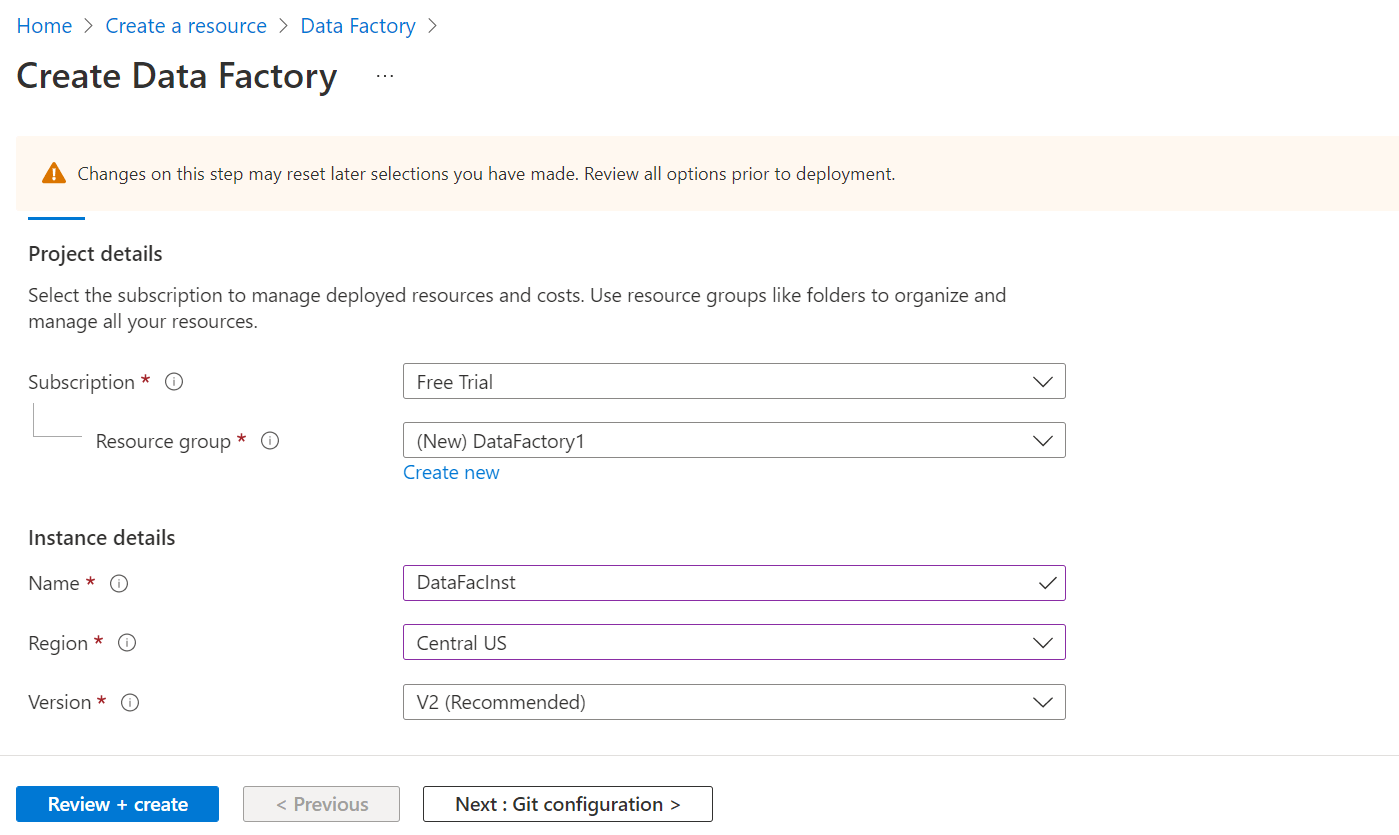 Home > Create a resource > Data Factory >
Create Data Factory ...
Changes on this step may reset later selections you have made. Review all options prior to deployment.
Project details
Select the subscription to manage deployed resources and costs. Use resource groups like folders to organize and
manage all your resources.
Subscription * Free Trial
Resource group * (New) DataFactory1
Create new
Instance details
Name * DataFacInst
Region * Central US
Version * V2 (Recommended)
Review + create < Previous Next : Git configuration >